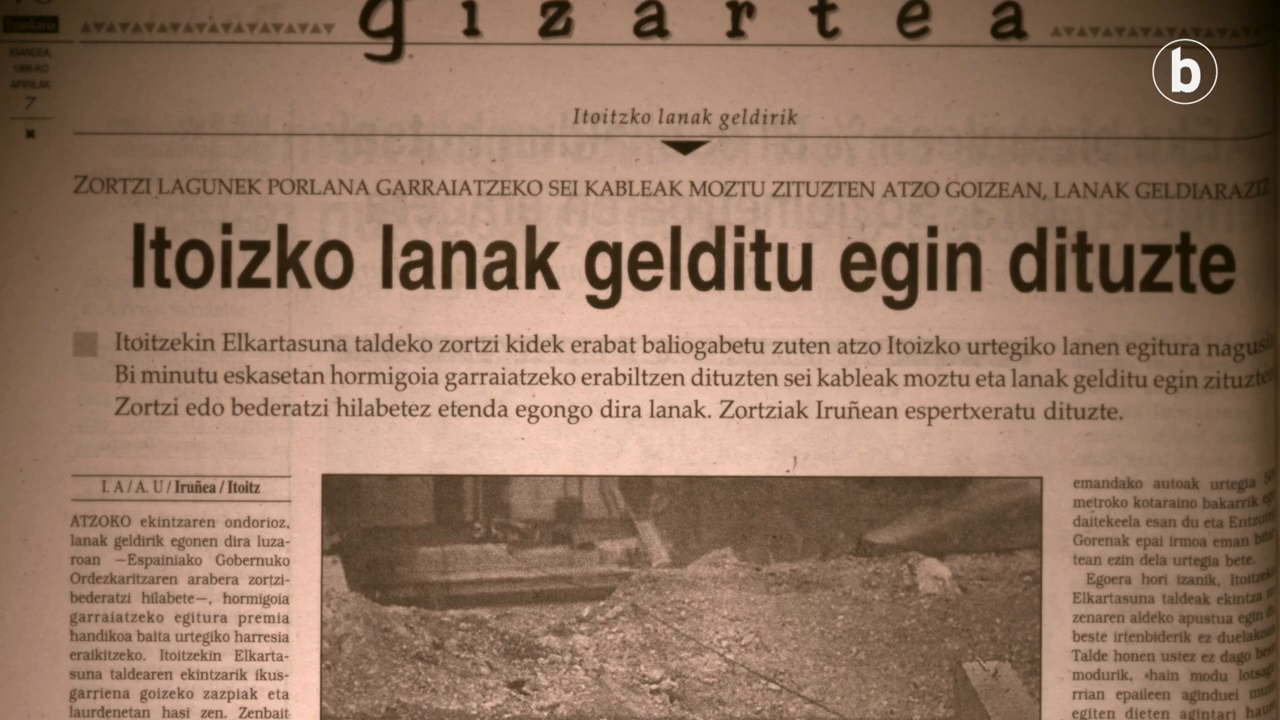 gizartea
IGANDEA,
1996KO
APIRILAK
7
b
Itoitzko lanak geldirik
ZORTZI LAGUNEK PORLANA GARRAIATZEKO SEI KABLEAK MOZTU ZITUZTEN ATZO GOIZEAN, LANAK
Itoizko lanak gelditu egin dituzte
Itoitzekin Elkartasuna taldeko zortzi kidek erabat baliogabetu zuten atzo Itoizko urtegiko lanen egitura
Bi minutu eskasetan hormigoia garraiatzeko erabiltzen dituzten sei kableak moztu eta lanak gelditu egin zituzten
Zortzi edo bederatzi hilabetez etenda egongo dira lanak. Zortziak Iruñean espertxeratu dituzte.
I. A / A. U / Iruñea / Itoitz
ATZOKO ekintzaren ondorioz,
lanak geldirik egonen dira luza-
roan —Espainiako Gobernuko
Ordezkaritzaren arabera zortzi-
bederatzi hilabete—, hormigoia
garraiatzeko egitura premia
handikoa baita urtegiko harresia
eraikitzeko. Itoitzekin Elkarta-
suna taldearen ekintzarik ikus-
garriena goizeko zazpiak eta
laurdenetan hasi zen. Zenbait
emandako autoak urtegia
metroko kotaraino bakarrik
daitekeela esan du eta
Gorenak epai irmoa eman
tean ezin dela urtegia bete.
Egoera hori izanik,
Elkartasuna taldeak ekintza
zenaren aldeko apustua egin
beste irtenbiderik ez
Talde honen ustez ez dago
modurik, «hain modu
rrian epaileen aginduei
egiten dieten agintari